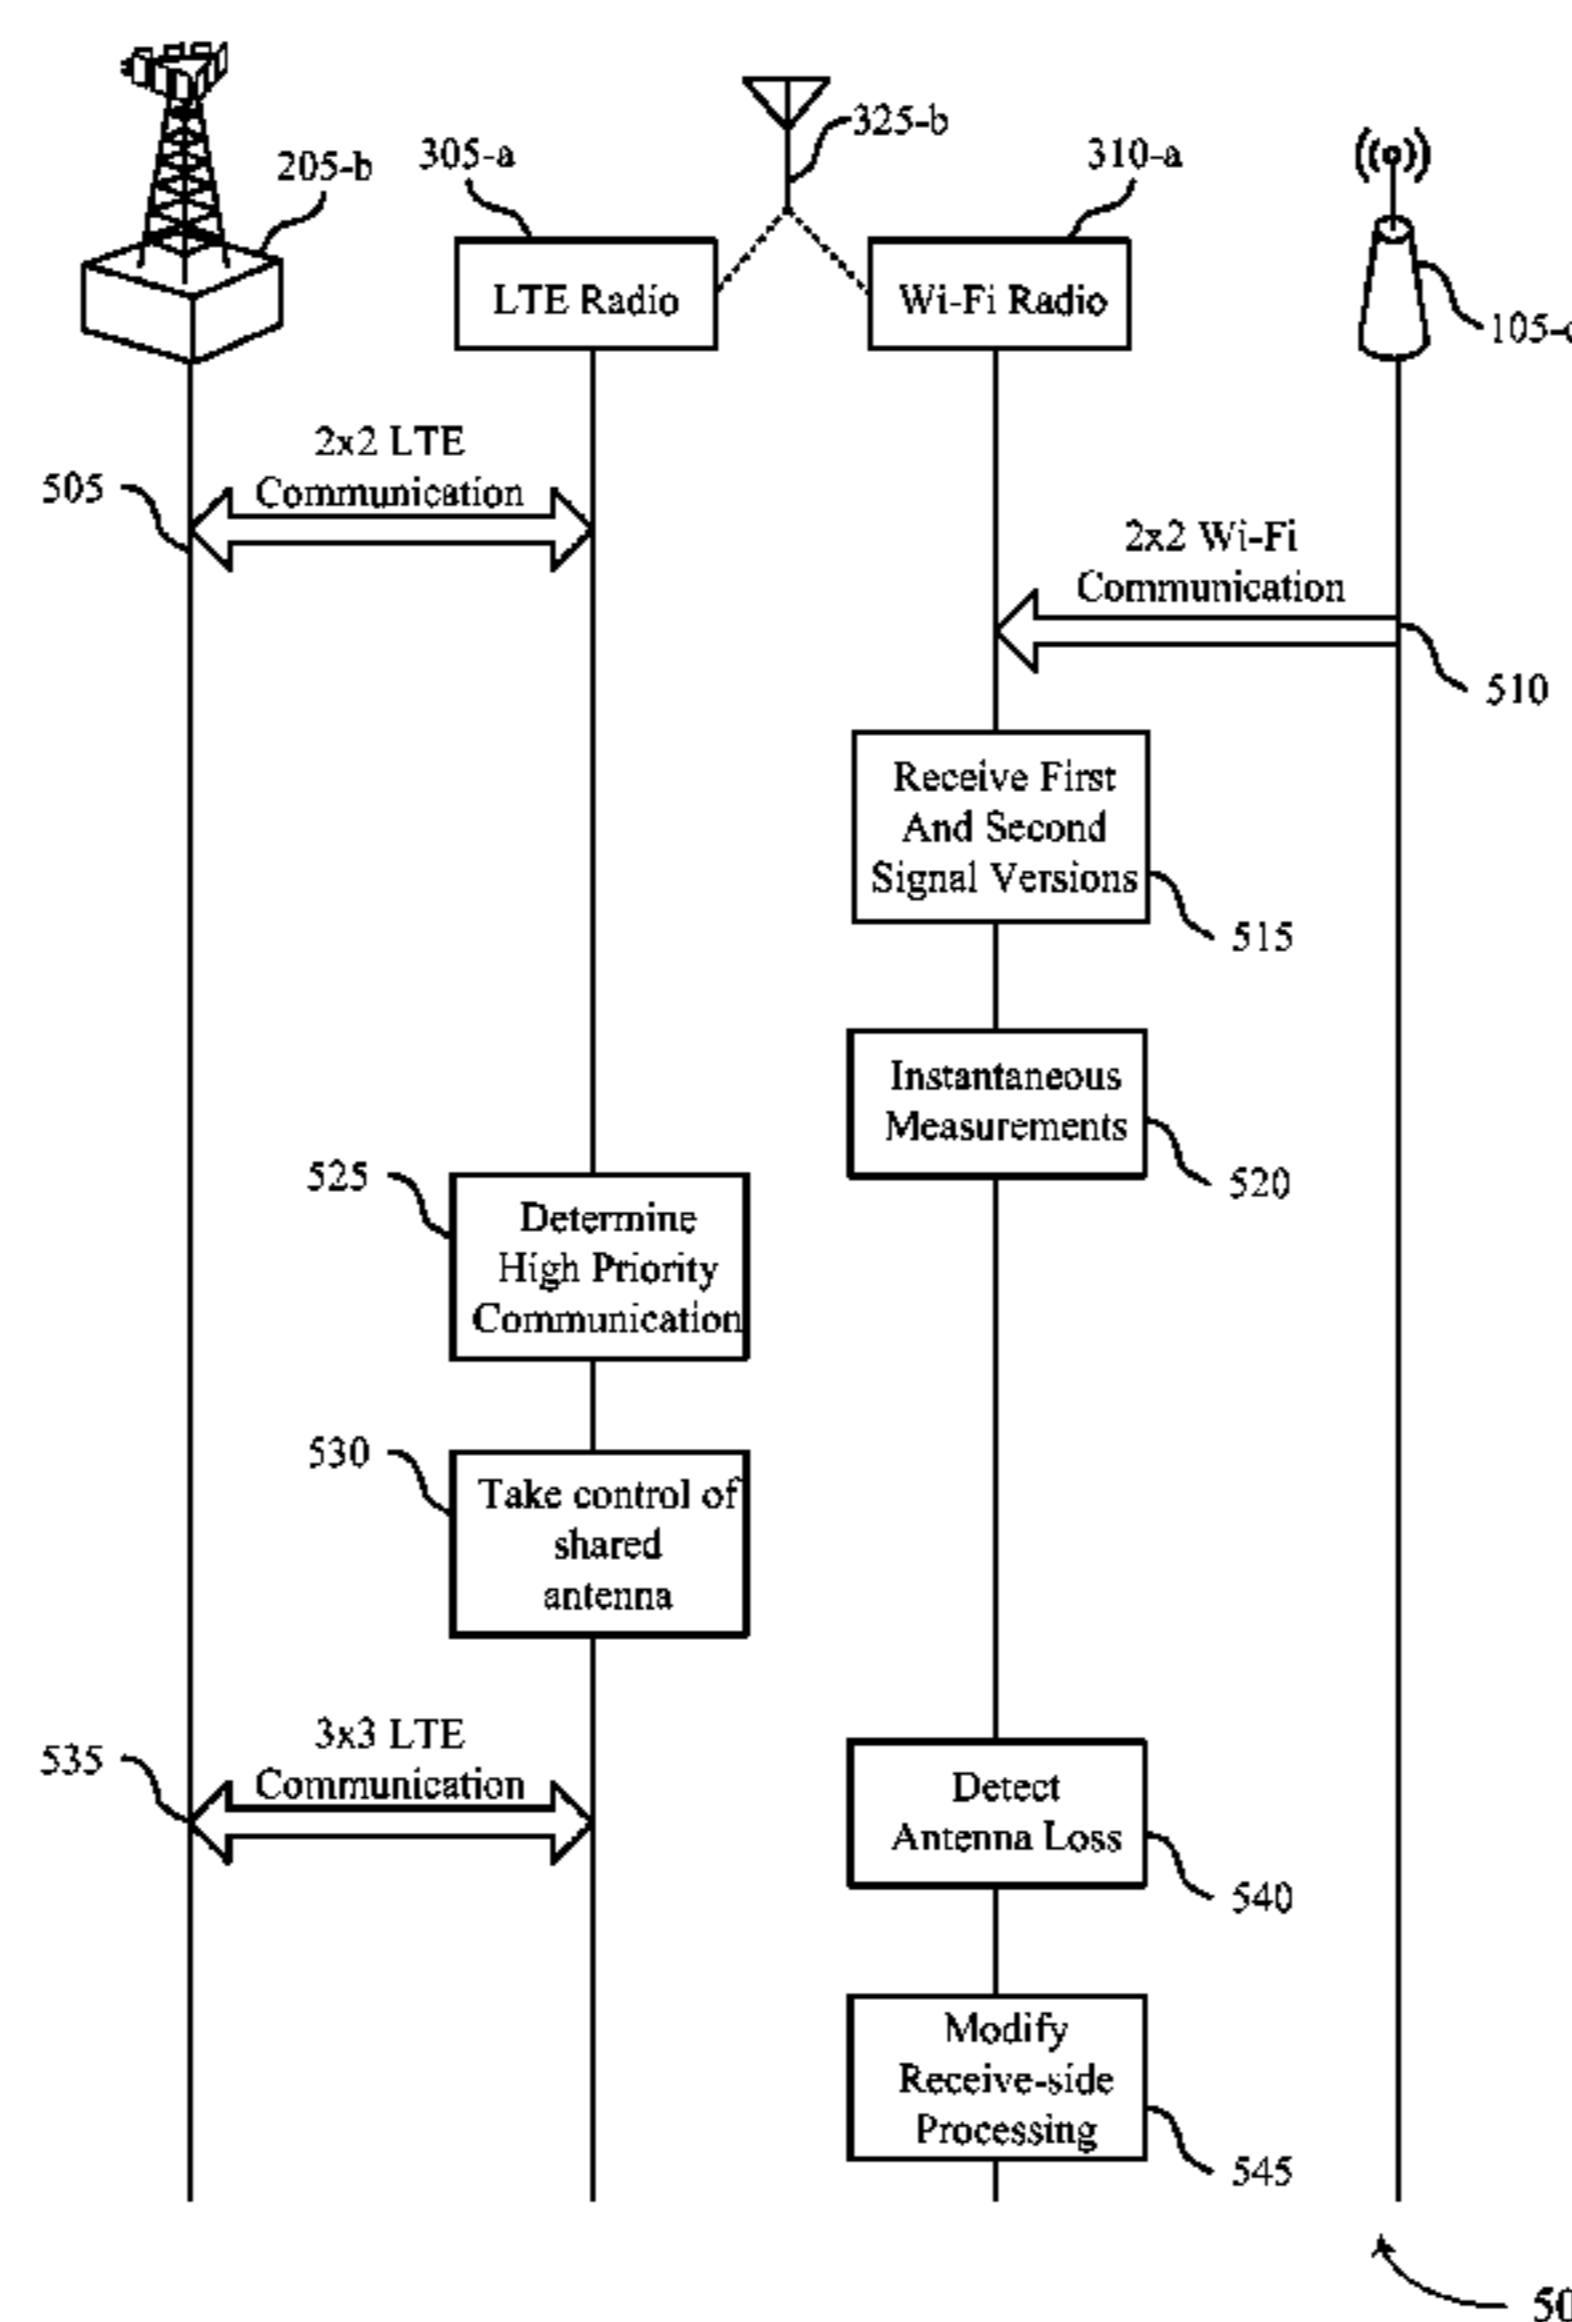 325-b
205-b
305-a
310-a
LTE Radio
Wi-Fi Radio
2x2 LTE
Communication
505
2x2 Wi-Fi
Communication
510
Receive First
And Second
Signal Versions
515
Instantaneous
Measurements
520
525
Determine
High Priority
Communication
530
Take control of
shared
antenna
535
3x3 LTE
Communication
Detect
Antenna Loss
540
Modify
Receive-side
Processing
545